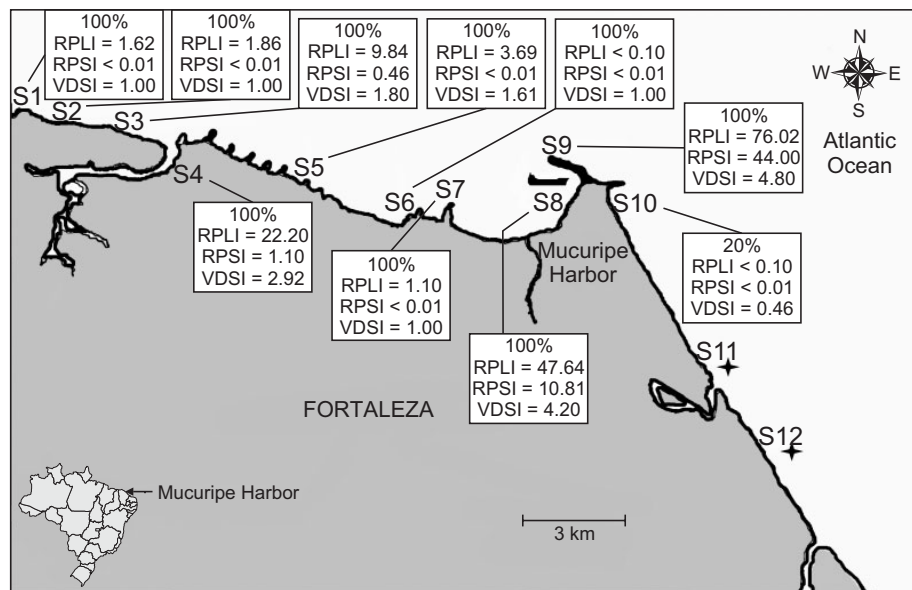 100%
RPLI = 1.62
RPSI < 0.01
VDSI = 1.00
100%
RPLI = 1.86
RPSI < 0.01
VDSI = 1.00
100%
RPLI = 9.84
RPSI = 0.46
VDSI = 1.80
100%
RPLI = 3.69
RPSI < 0.01
VDSI = 1.61
100%
RPLI < 0.10
RPSI < 0.01
VDSI = 1.00
N
W
E
S
Atlantic
Ocean
S1
S2
S3
S4
S5
S6
S7
S8
S9
S10
100%
RPLI = 76.02
RPSI = 44.00
VDSI = 4.80
100%
RPLI = 22.20
RPSI = 1.10
VDSI = 2.92
100%
RPLI = 1.10
RPSI < 0.01
VDSI = 1.00
Mucuripe
Harbor
20%
RPLI < 0.10
RPSI < 0.01
VDSI = 0.46
100%
RPLI = 47.64
RPSI = 10.81
VDSI = 4.20
S11
S12
FORTALEZA
Mucuripe Harbor
3 km